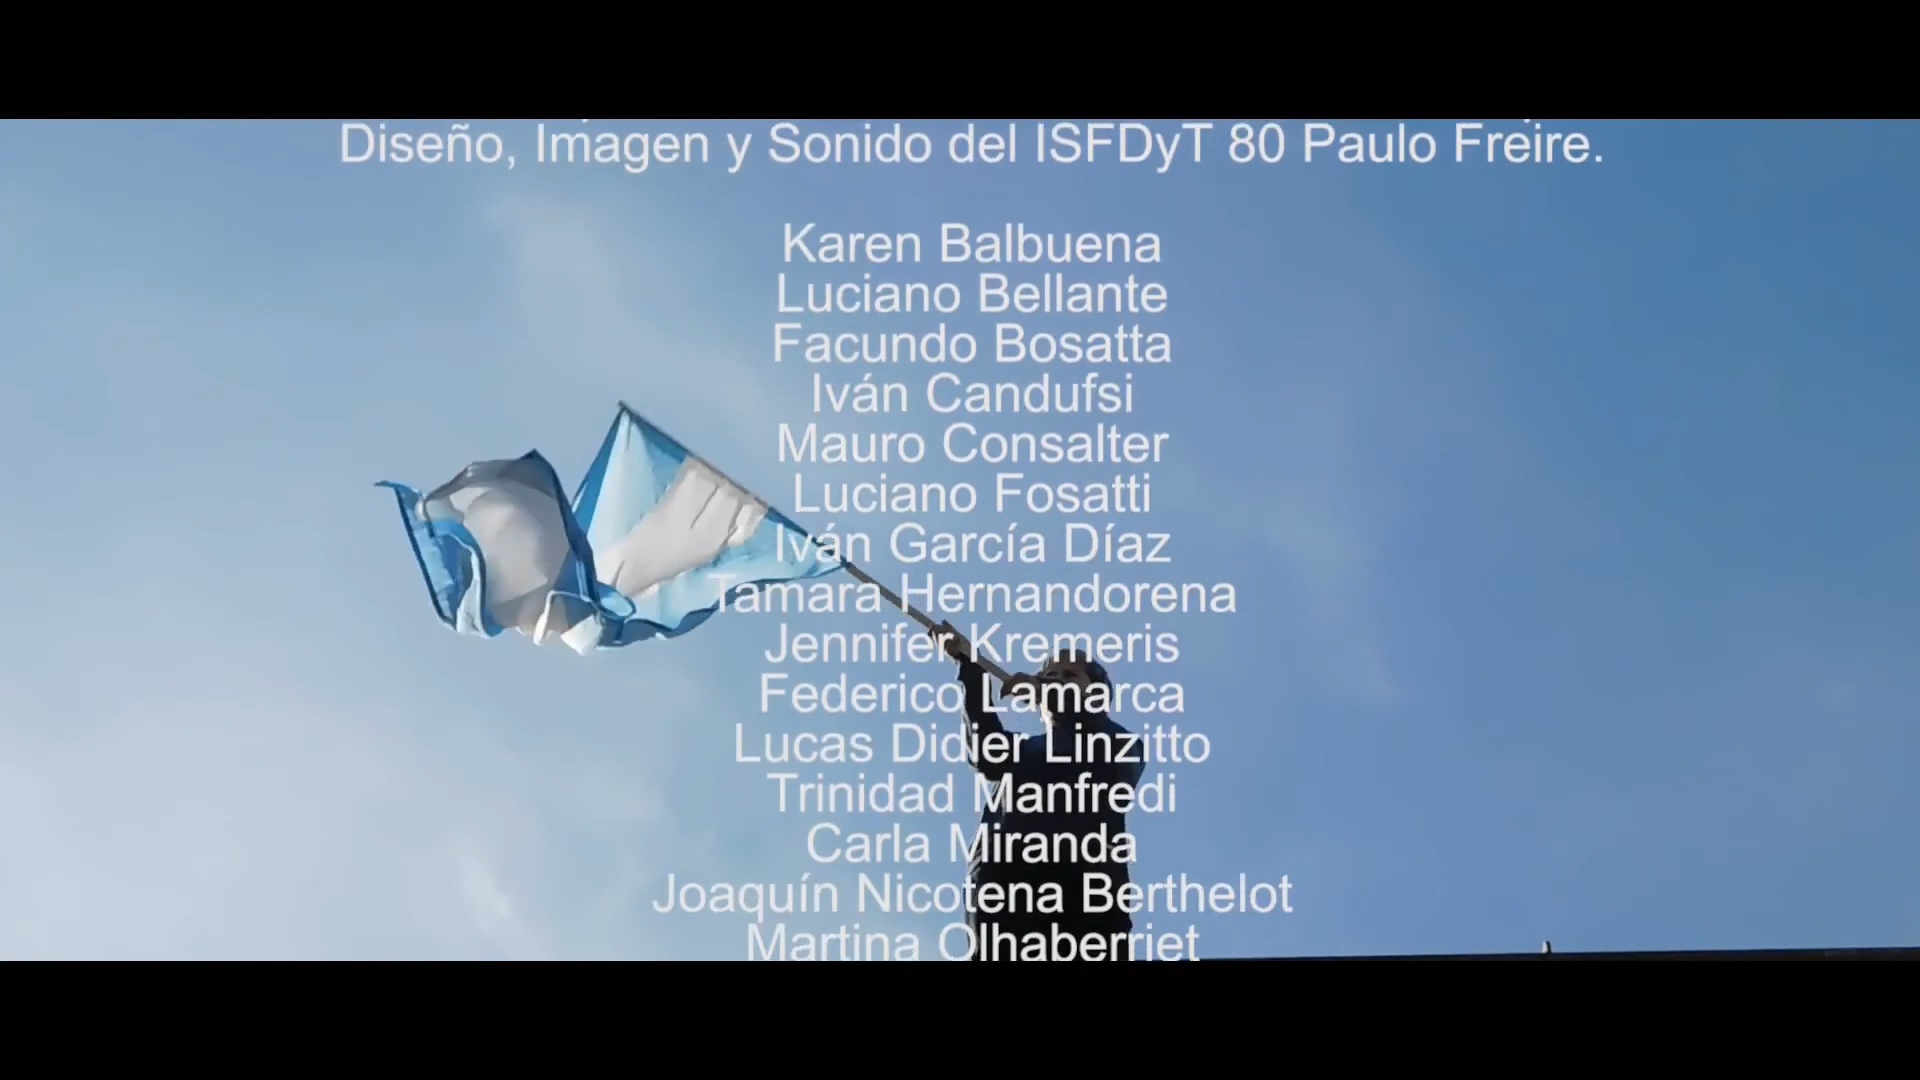 Diseño, Imagen y Sonido del ISFDyT 80 Paulo Freire.
Karen Balbuena
Luciano Bellante
Facundo Bosatta
Iván Candufsi
Mauro Consalter
Luciano Fosatti
Iván García Díaz
Tamara Hernandorena
Jennifer Kremeris
Federico Lamarca
Lucas Didier Linzitto
Trinidad Manfredi
Carla Miranda
Joaquín Nicotena Berthelot
Martina Olhaberriet